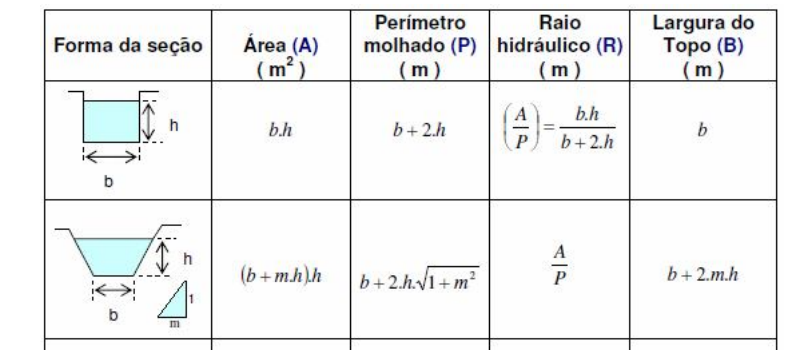 Forma da seção
Área (A)
( m² )
Perímetro
molhado (P)
( m )
Raio
hidráulico (R)
( m )
Largura do
Topo (B)
( m )
h
b
b.h
b + 2.h
(A/P) = b.h / b + 2.h
b
h
b
1
m
(b + m.h).h
b + 2.h.√1 + m²
A/P
b + 2.m.h